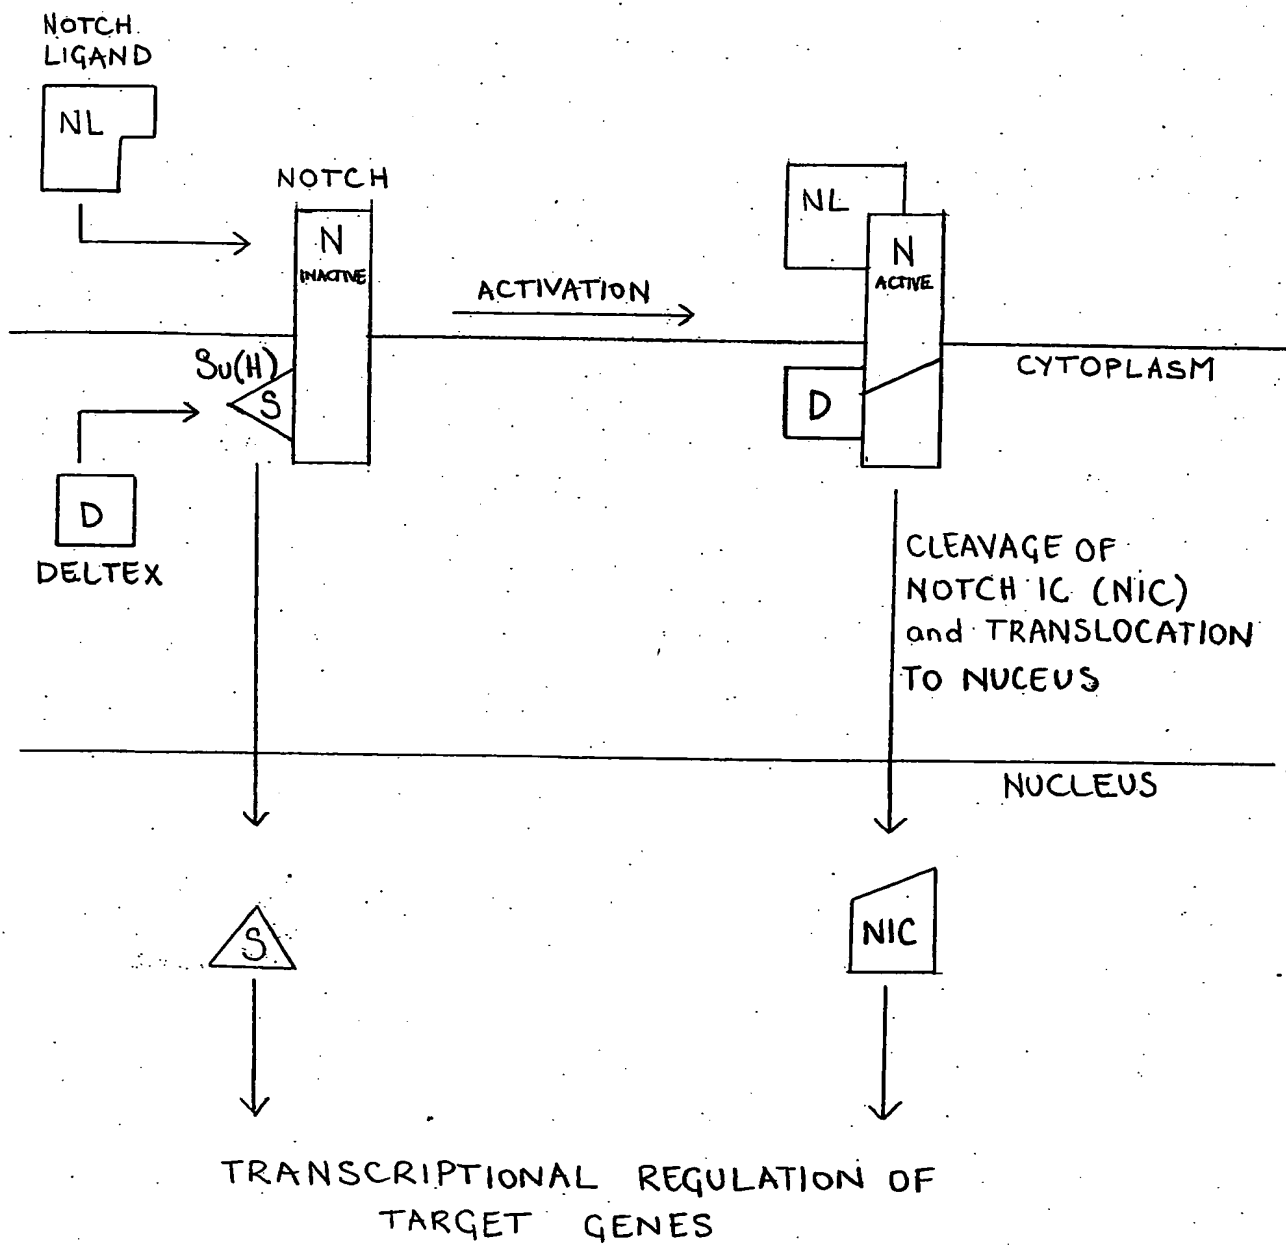 NOTCH
LIGAND
NL
NOTCH
N
INACTIVE
ACTIVATION
NL
N
ACTIVE
CYTOPLASM
Su(H)
S
D
D
DELTEX
CLEAVAGE OF
NOTCH IC (NIC)
and TRANSLOCATION
TO NUCEUS
NUCLEUS
S
NIC
TRANSCRIPTIONAL REGULATION OF
TARGET GENES